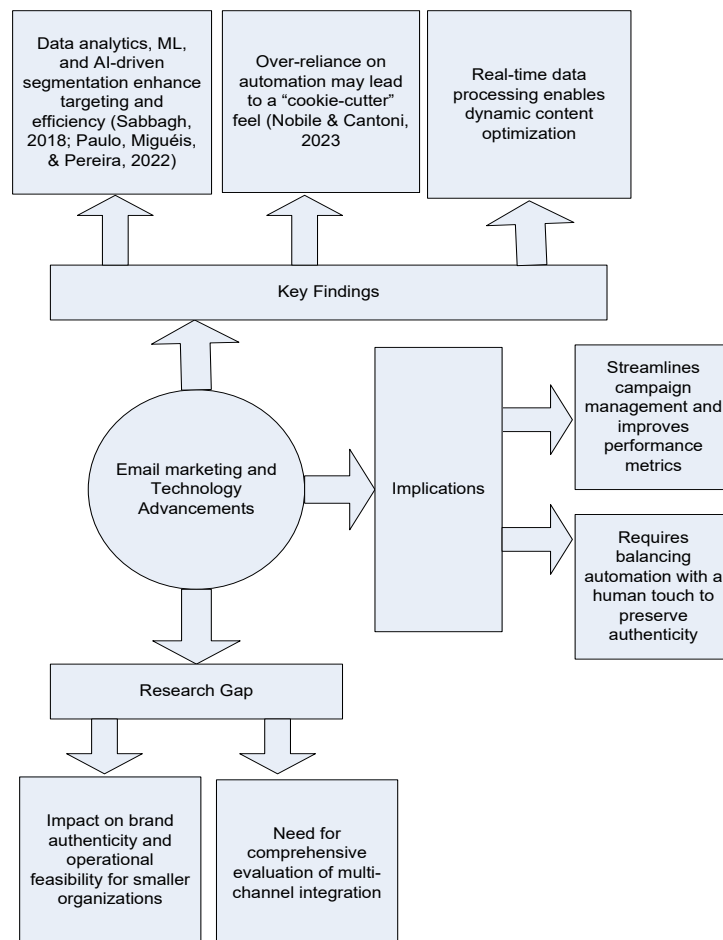 Data analytics, ML,
and AI-driven
segmentation enhance
targeting and
efficiency (Sabbagh,
2018; Paulo, Miguéis,
& Pereira, 2022)
Over-reliance on
automation may lead
to a “cookie-cutter”
feel (Nobile & Cantoni,
2023
Real-time data
processing enables
dynamic content
optimization
Key Findings
Email marketing and
Technology
Advancements
Implications
Streamlines
campaign
management and
improves
performance
metrics
Requires
balancing
automation with a
human touch to
preserve
authenticity
Research Gap
Impact on brand
authenticity and
operational
feasibility for smaller
organizations
Need for
comprehensive
evaluation of multi-
channel integration